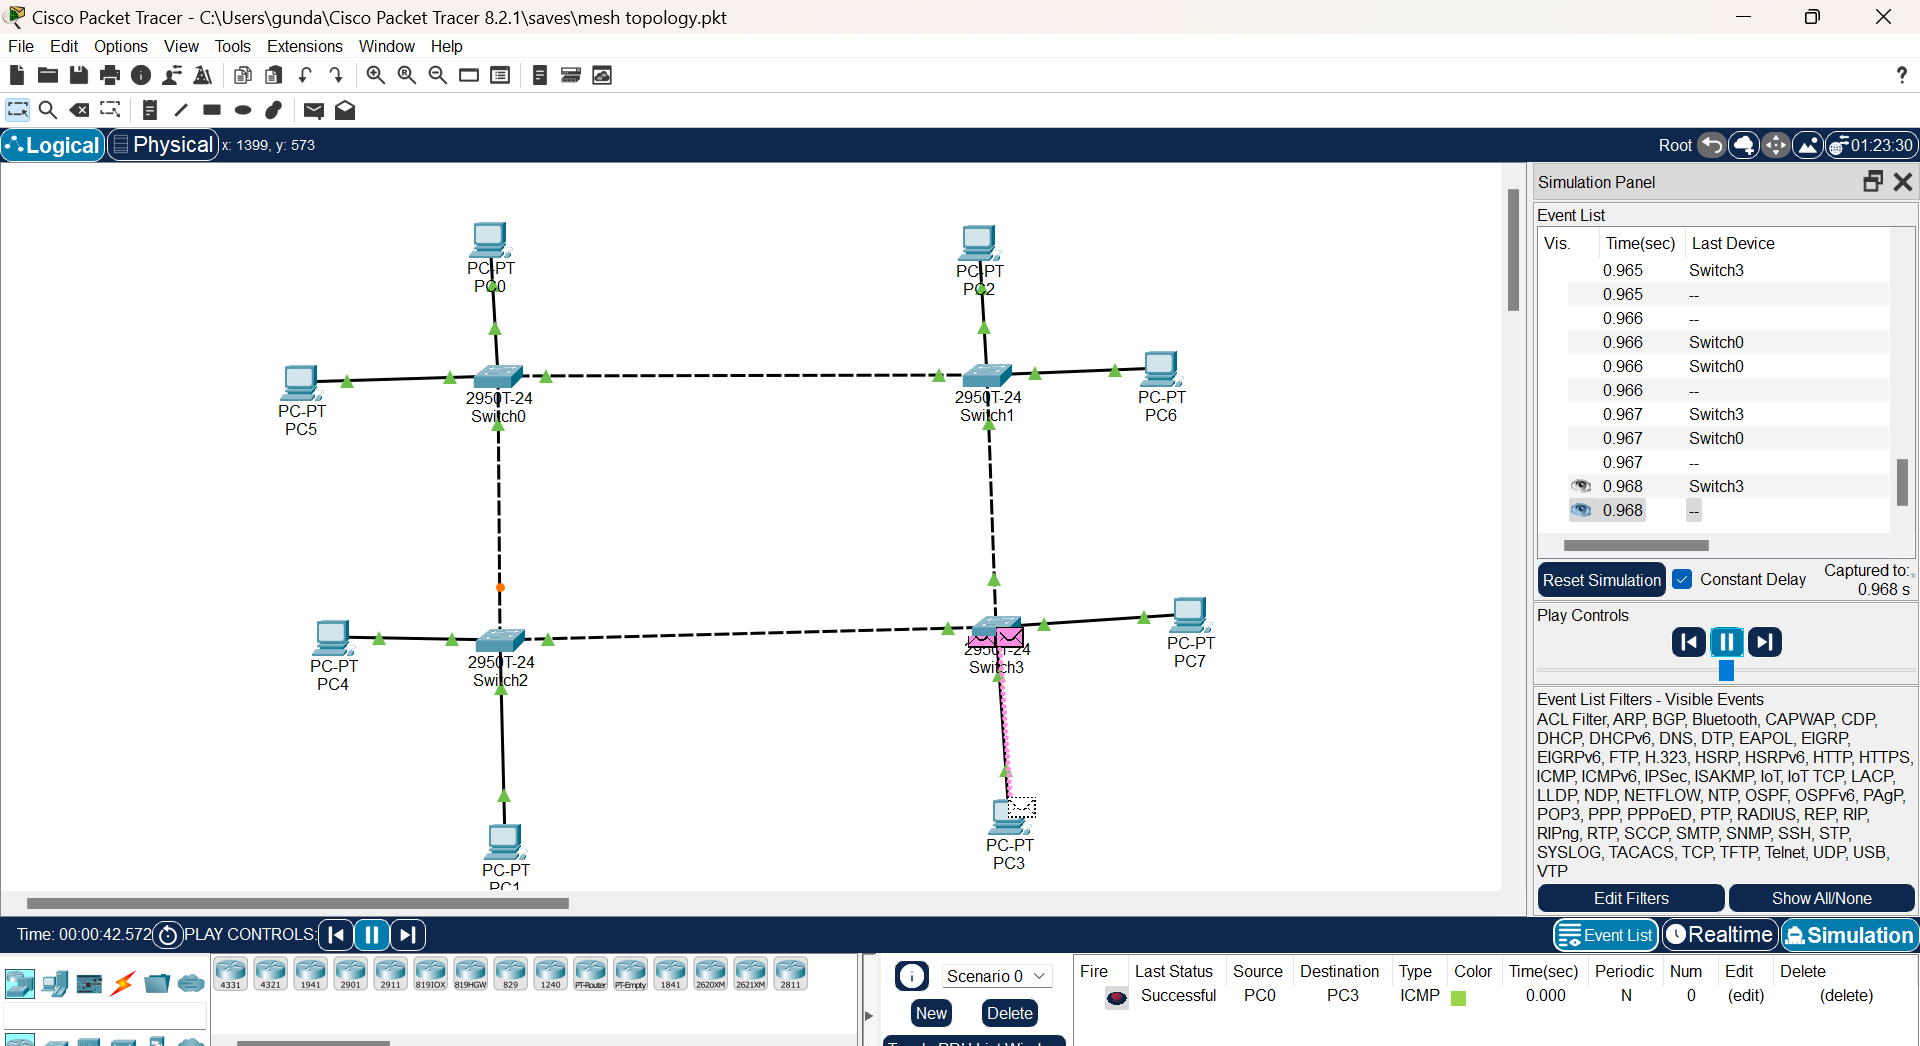 Cisco Packet Tracer - C:\Users\gunda\Cisco Packet Tracer 8.2.1\saves\mesh topology.pkt
File Edit Options View Tools Extensions Window Help
?
Logical Physical x: 1399, y: 573 Root 01:23:30
Simulation Panel
Event List
Vis. Time(sec) Last Device
0.965 Switch3
0.965 --
0.966 --
0.966 Switch0
0.966 Switch0
0.966 --
0.967 Switch3
0.967 Switch0
0.967 --
0.968 Switch3
0.968 --
Reset Simulation Constant Delay Captured to:
0.968 s
Play Controls
Event List Filters - Visible Events
ACL Filter, ARP, BGP, Bluetooth, CAPWAP, CDP,
DHCP, DHCPv6, DNS, DTP, EAPOL, EIGRP,
EIGRPv6, FTP, H.323, HSRP, HSRPv6, HTTP, HTTPS,
ICMP, ICMPv6, IPSec, ISAKMP, IoT, IoT TCP, LACP,
LLDP, NDP, NETFLOW, NTP, OSPF, OSPFv6, PAgP,
POP3, PPP, PPPoED, PTP, RADIUS, REP, RIP,
RIPng, RTP, SCCP, SMTP, SNMP, SSH, STP,
SYSLOG, TACACS, TCP, TFTP, Telnet, UDP, USB,
VTP
Edit Filters Show All/None
PC-PT
PC0
PC-PT
PC2
PC-PT
PC5
2950T-24
Switch0
2950T-24
Switch1
PC-PT
PC6
PC-PT
PC4
2950T-24
Switch2
2950T-24
Switch3
PC-PT
PC7
PC-PT
PC1
PC-PT
PC3
Time: 00:00:42.572 PLAY CONTROLS: Event List Realtime Simulation
4331 4321 1941 2901 2911 819IOX 819HGW 829 1240 PT-Router PT-Empty 1841 2620XM 2621XM 2811
Scenario 0
New Delete
Fire Last Status Source Destination Type Color Time(sec) Periodic Num Edit Delete
Successful PC0 PC3 ICMP 0.000 N 0 (edit) (delete)